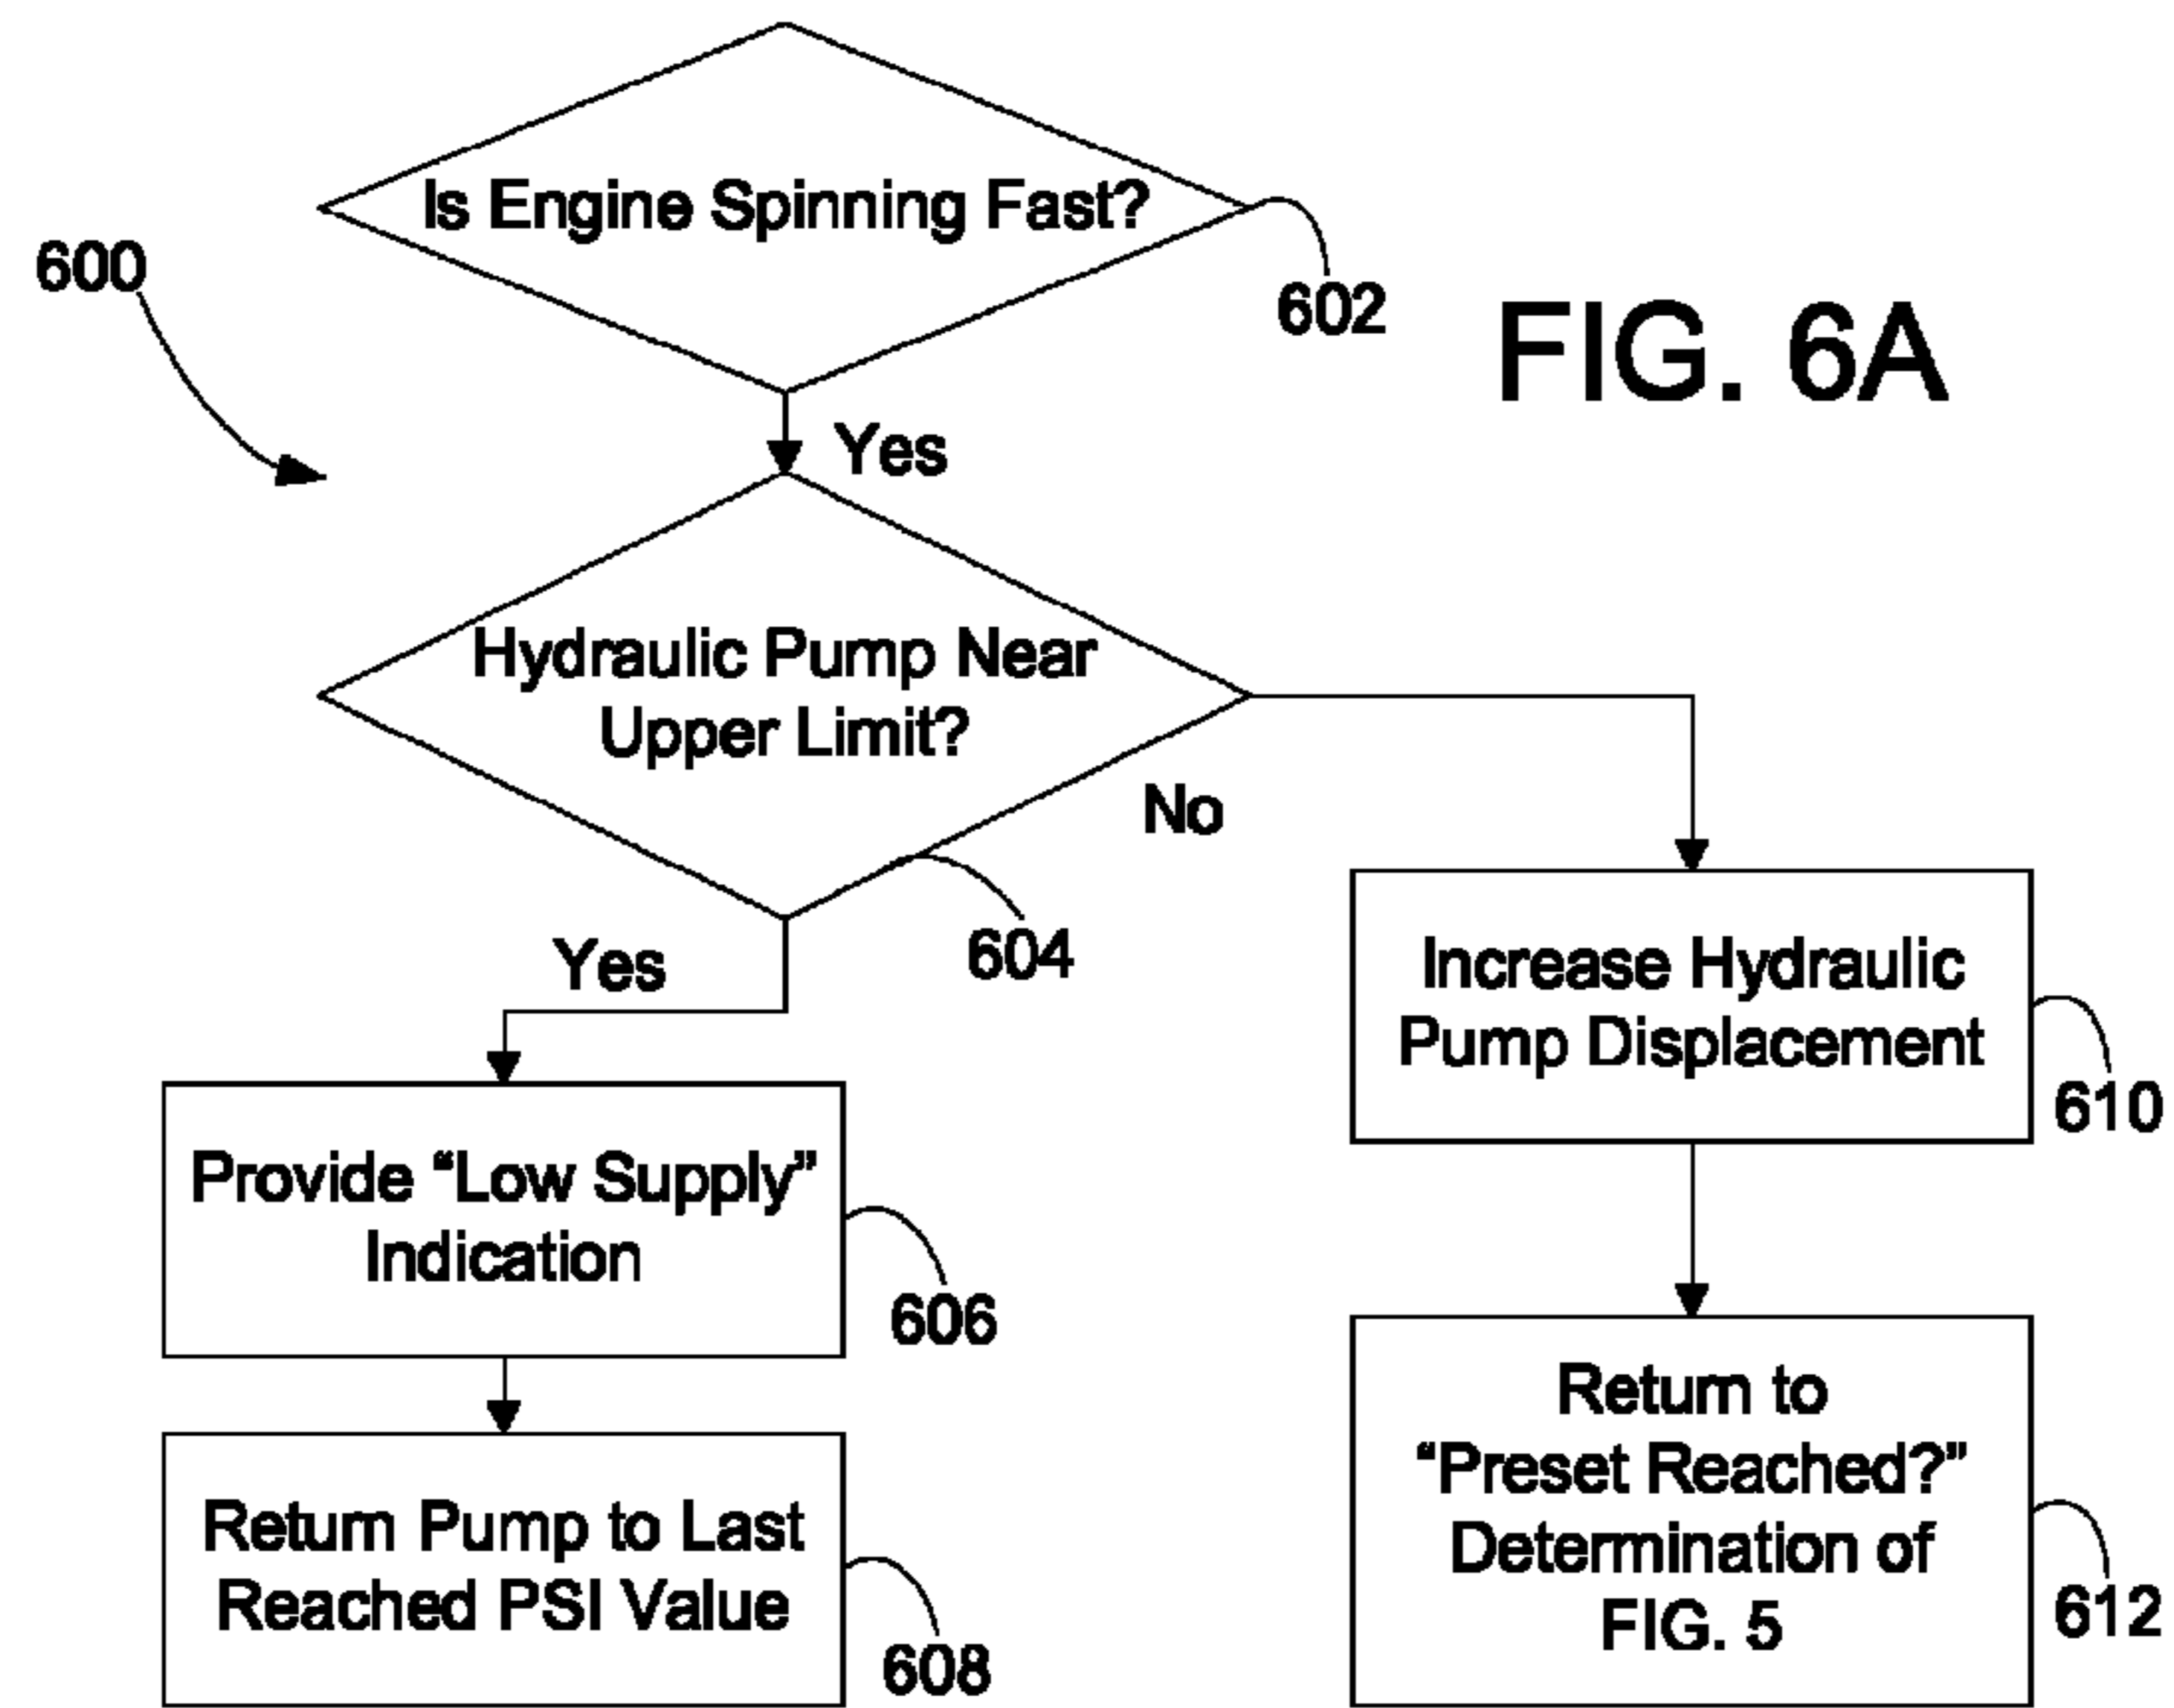 Is Engine Spinning Fast?
600
602
FIG. 6A
Yes
Hydraulic Pump Near
Upper Limit?
No
Yes
604
Increase Hydraulic
Pump Displacement
610
Provide “Low Supply”
Indication
606
Return Pump to Last
Reached PSI Value
608
Return to
“Preset Reached?”
Determination of
FIG. 5
612